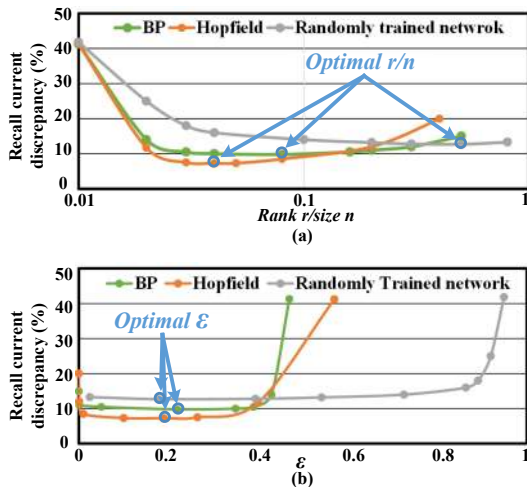 50
BP Hopfield Randomly trained netwrok
40
Optimal r/n
30
20
10
0
Recall current
discrepancy (%)
0.01 0.1 1
Rank r/size n
(a)
50
BP Hopfield Randomly Trained network
40
Optimal ε
30
20
10
0
Recall current
discrepancy (%)
0 0.2 0.4 0.6 0.8 1
ε
(b)